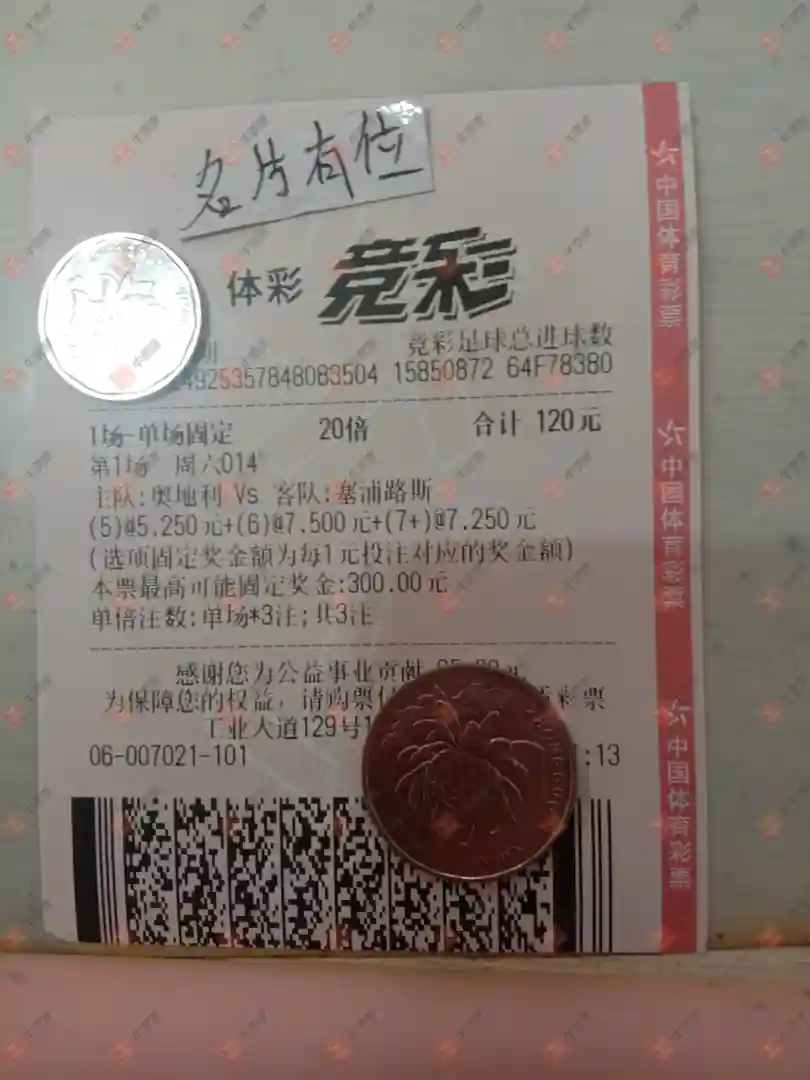 名片有位
体彩 竞彩
竞彩足球总进球数
4925357848083504 15850872 64F78380
1场-单场固定 20倍 合计 120元
第1场 周六014
主队:奥地利 Vs 客队:塞浦路斯
(5)@5.250元+(6)@7.500元+(7+)@7.250元
(选项固定奖金额为每1元投注对应的奖金额)
本票最高可能固定奖金:300.00元
单倍注数:单场*3注;共3注
感谢您为公益事业贡献
为保障您的权益，请购票 彩票
工业大道129号
06-007021-101 :13
中国体育彩票
中国体育彩票
中国体育彩票